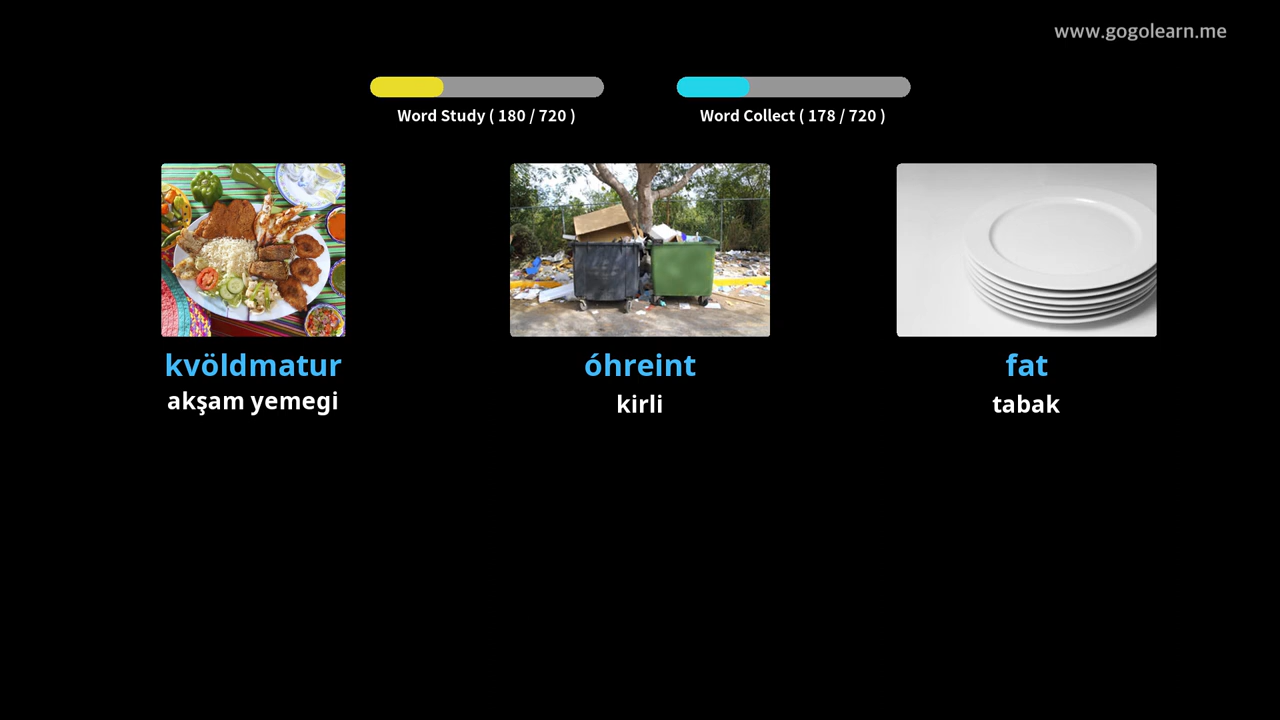 www.gogolearn.me
Word Study ( 180 / 720 )
Word Collect ( 178 / 720 )
kvöldmatur
akşam yemegi
óhreint
kirli
fat
tabak